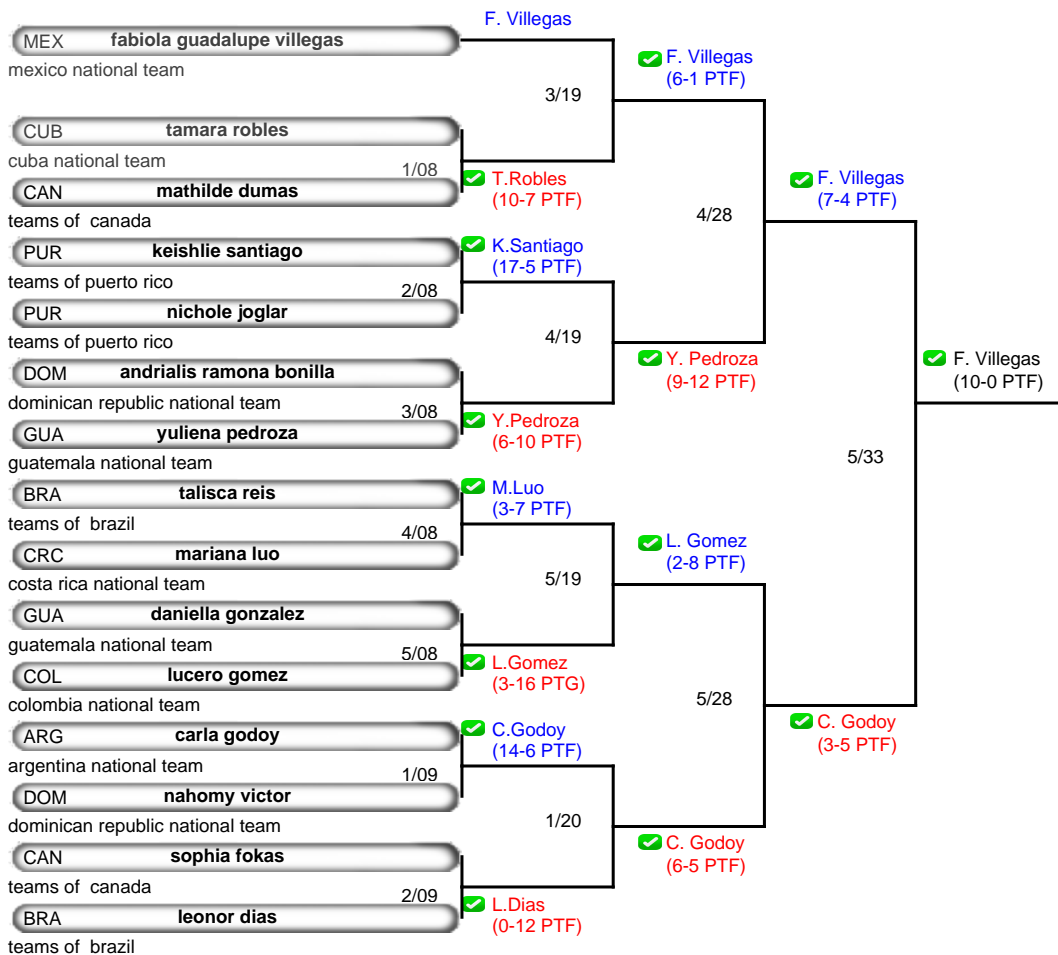 F. Villegas
MEX fabiola guadalupe villegas
mexico national team
F. Villegas
(6-1 PTF)
3/19
CUB tamara robles
cuba national team
1/08
T.Robles
(10-7 PTF)
CAN mathilde dumas
teams of  canada
F. Villegas
(7-4 PTF)
4/28
PUR keishlie santiago
K.Santiago
(17-5 PTF)
teams of puerto rico
2/08
PUR nichole joglar
teams of puerto rico
4/19
DOM andrialis ramona bonilla
Y. Pedroza
(9-12 PTF)
F. Villegas
(10-0 PTF)
dominican republic national team
3/08
Y.Pedroza
(6-10 PTF)
GUA yuliena pedroza
guatemala national team
5/33
BRA talisca reis
M.Luo
(3-7 PTF)
teams of  brazil
4/08
CRC mariana luo
L. Gomez
(2-8 PTF)
costa rica national team
5/19
GUA daniella gonzalez
guatemala national team
5/08
L.Gomez
(3-16 PTG)
COL lucero gomez
colombia national team
5/28
C. Godoy
(3-5 PTF)
ARG carla godoy
C.Godoy
(14-6 PTF)
argentina national team
1/09
DOM nahomy victor
dominican republic national team
1/20
C. Godoy
(6-5 PTF)
CAN sophia fokas
teams of  canada
2/09
L.Dias
(0-12 PTF)
BRA leonor dias
teams of  brazil